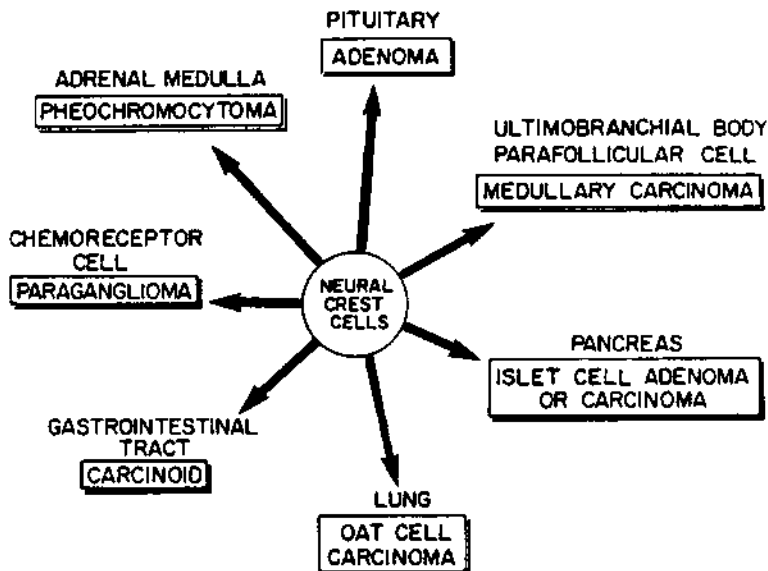 PITUITARY
ADENOMA
ADRENAL MEDULLA
PHEOCHROMOCYTOMA
ULTIMOBRANCHIAL BODY
PARAFOLLICULAR CELL
MEDULLARY CARCINOMA
CHEMORECEPTOR
CELL
PARAGANGLIOMA
NEURAL
CREST
CELLS
PANCREAS
ISLET CELL ADENOMA
OR CARCINOMA
GASTROINTESTINAL
TRACT
CARCINOID
LUNG
OAT CELL
CARCINOMA